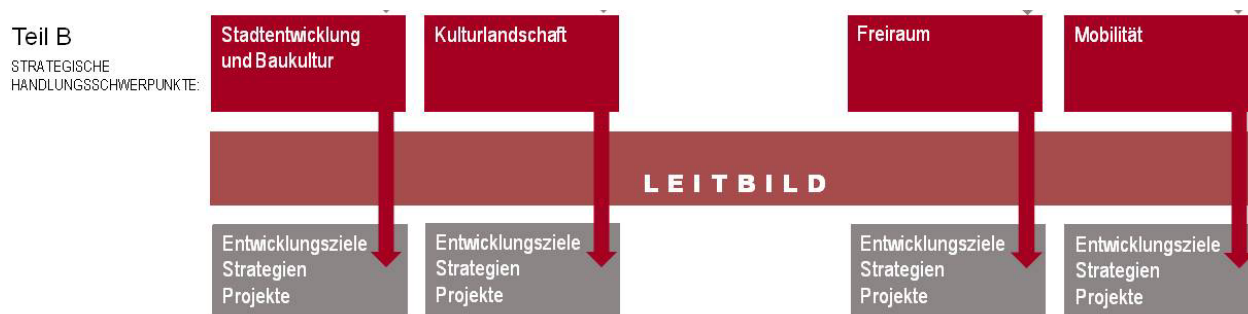 Teil B
STRATEGISCHE
HANDLUNGSSCHWERPUNKTE:
Stadtentwicklung
und Baukultur
Kulturlandschaft
Freiraum
Mobilität
LEITBILD
Entwicklungsziele
Strategien
Projekte
Entwicklungsziele
Strategien
Projekte
Entwicklungsziele
Strategien
Projekte
Entwicklungsziele
Strategien
Projekte